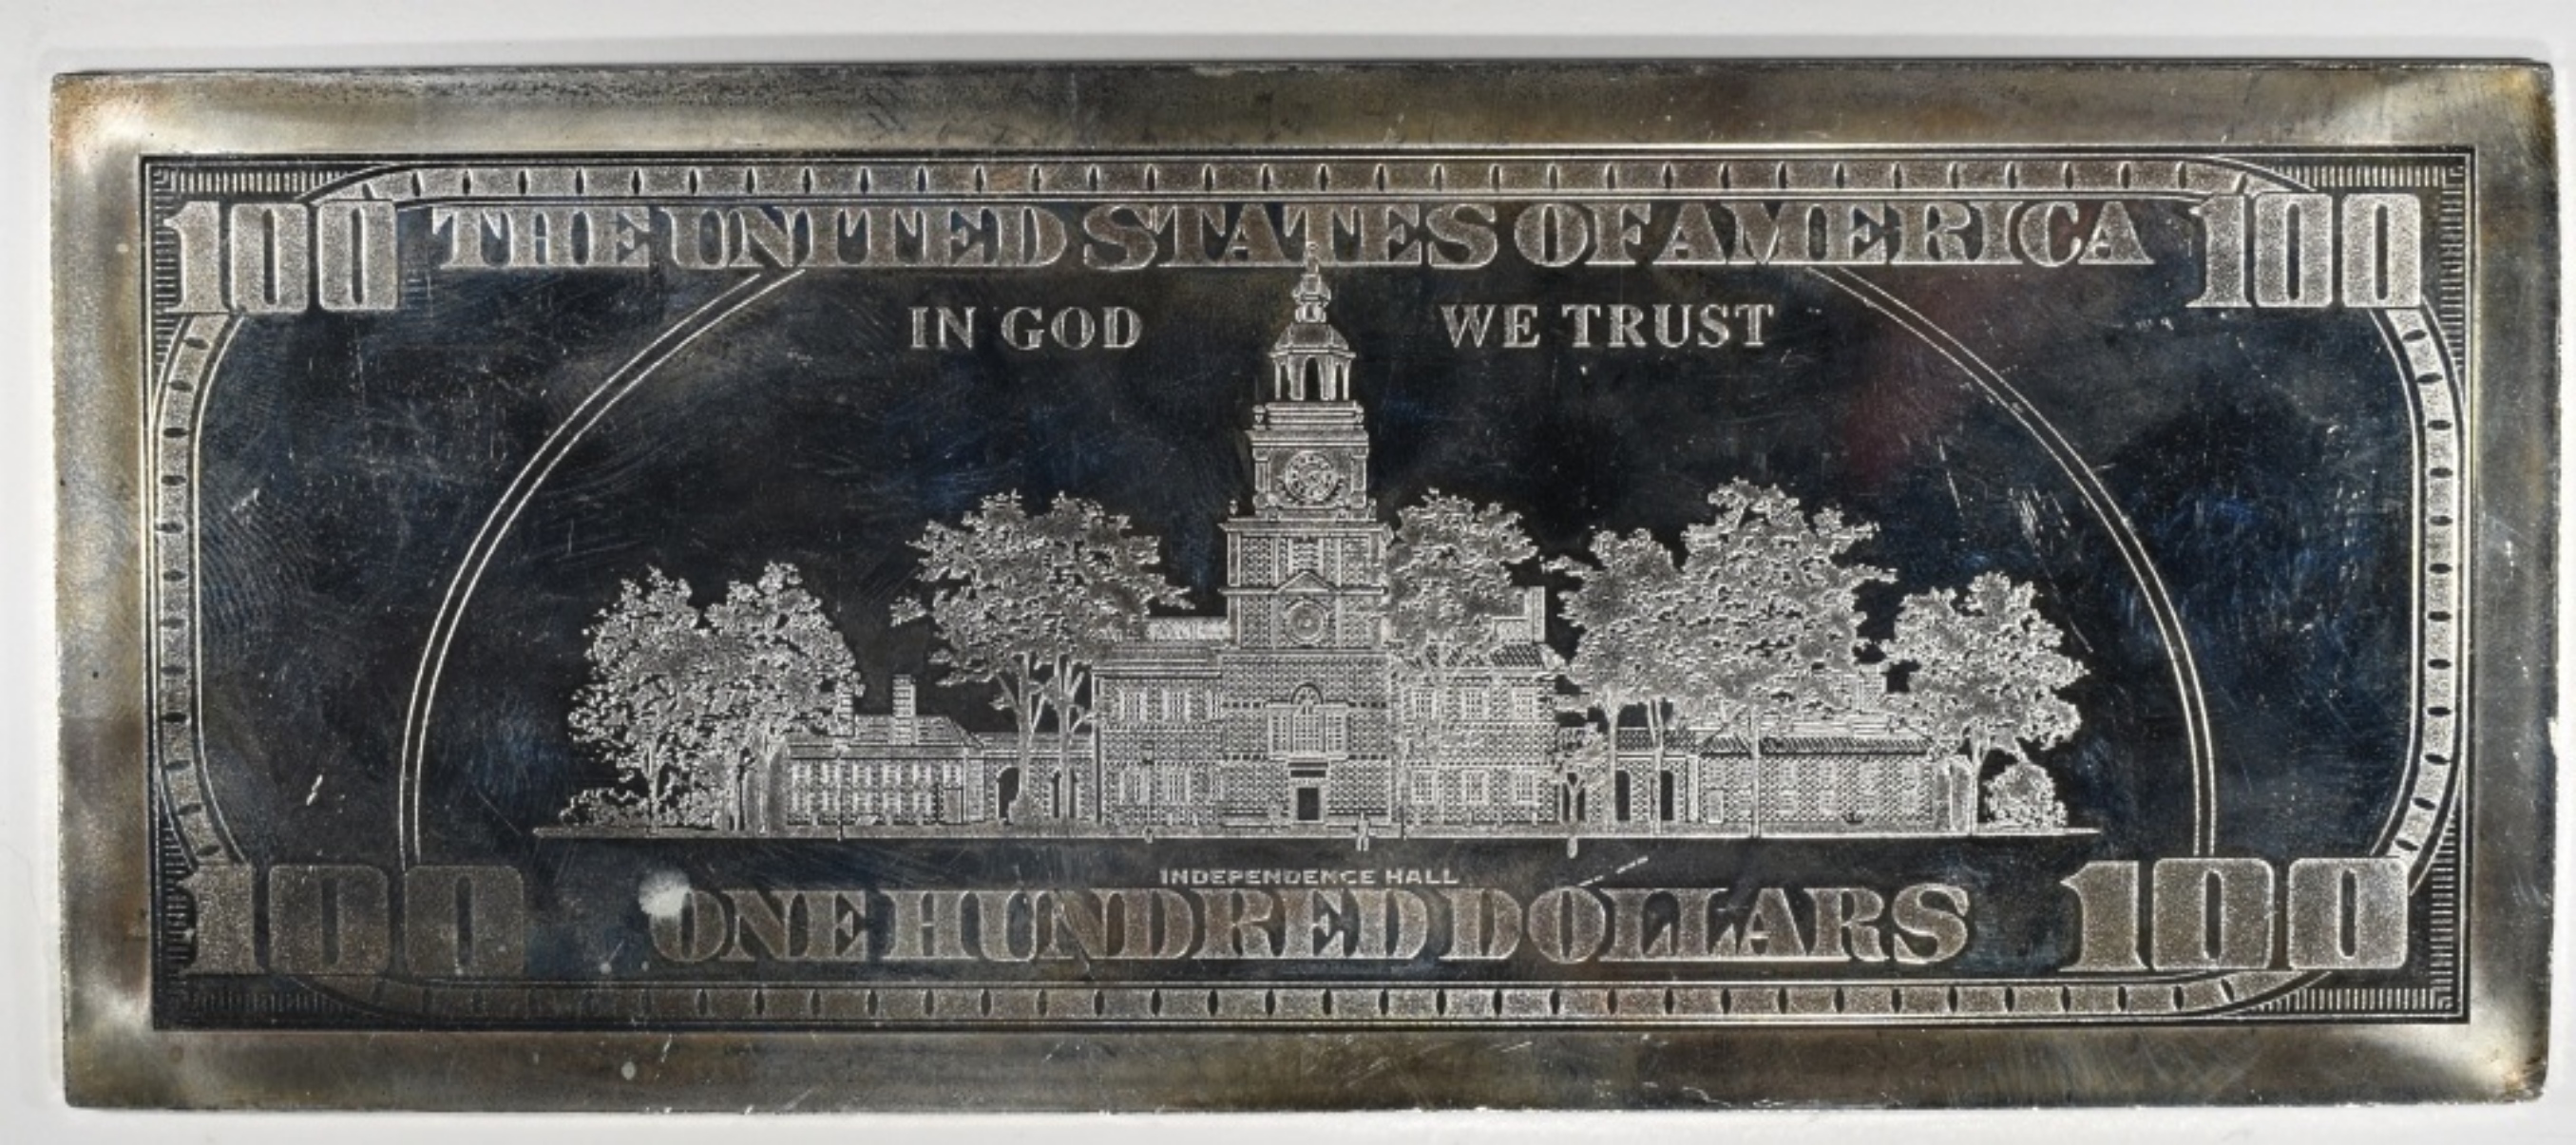 100 THE UNITED STATES OF AMERICA 100
IN GOD WE TRUST
INDEPENDENCE HALL
100 ONE HUNDRED DOLLARS 100